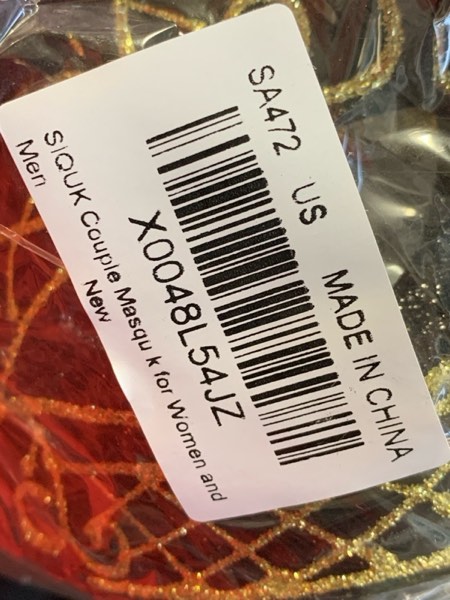 SA472 US MADE IN CHINA
X0048L54JZ
SIQUK Couple Masqu k for Women and
Men
New